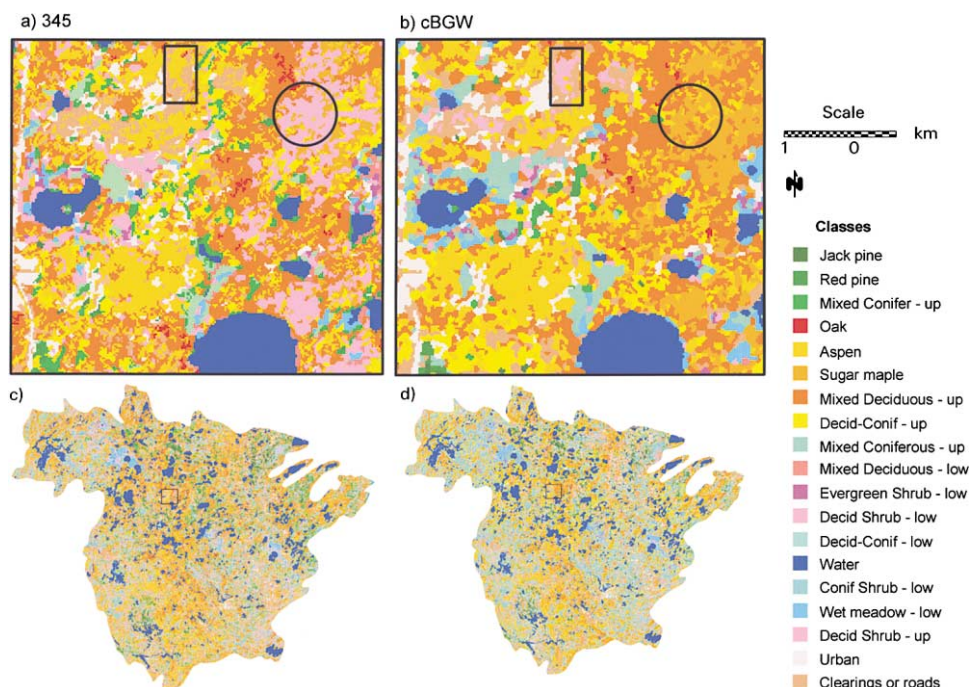 a) 345
b) cBGW
Scale
km
1 0
Classes
Jack pine
Red pine
Mixed Conifer - up
Oak
Aspen
Sugar maple
Mixed Deciduous - up
Decid-Conif - up
Mixed Coniferous - up
Mixed Deciduous - low
Evergreen Shrub - low
Decid Shrub - low
Decid-Conif - low
Water
Conif Shrub - low
Wet meadow - low
Decid Shrub - up
Urban
Clearings or roads
c)
d)